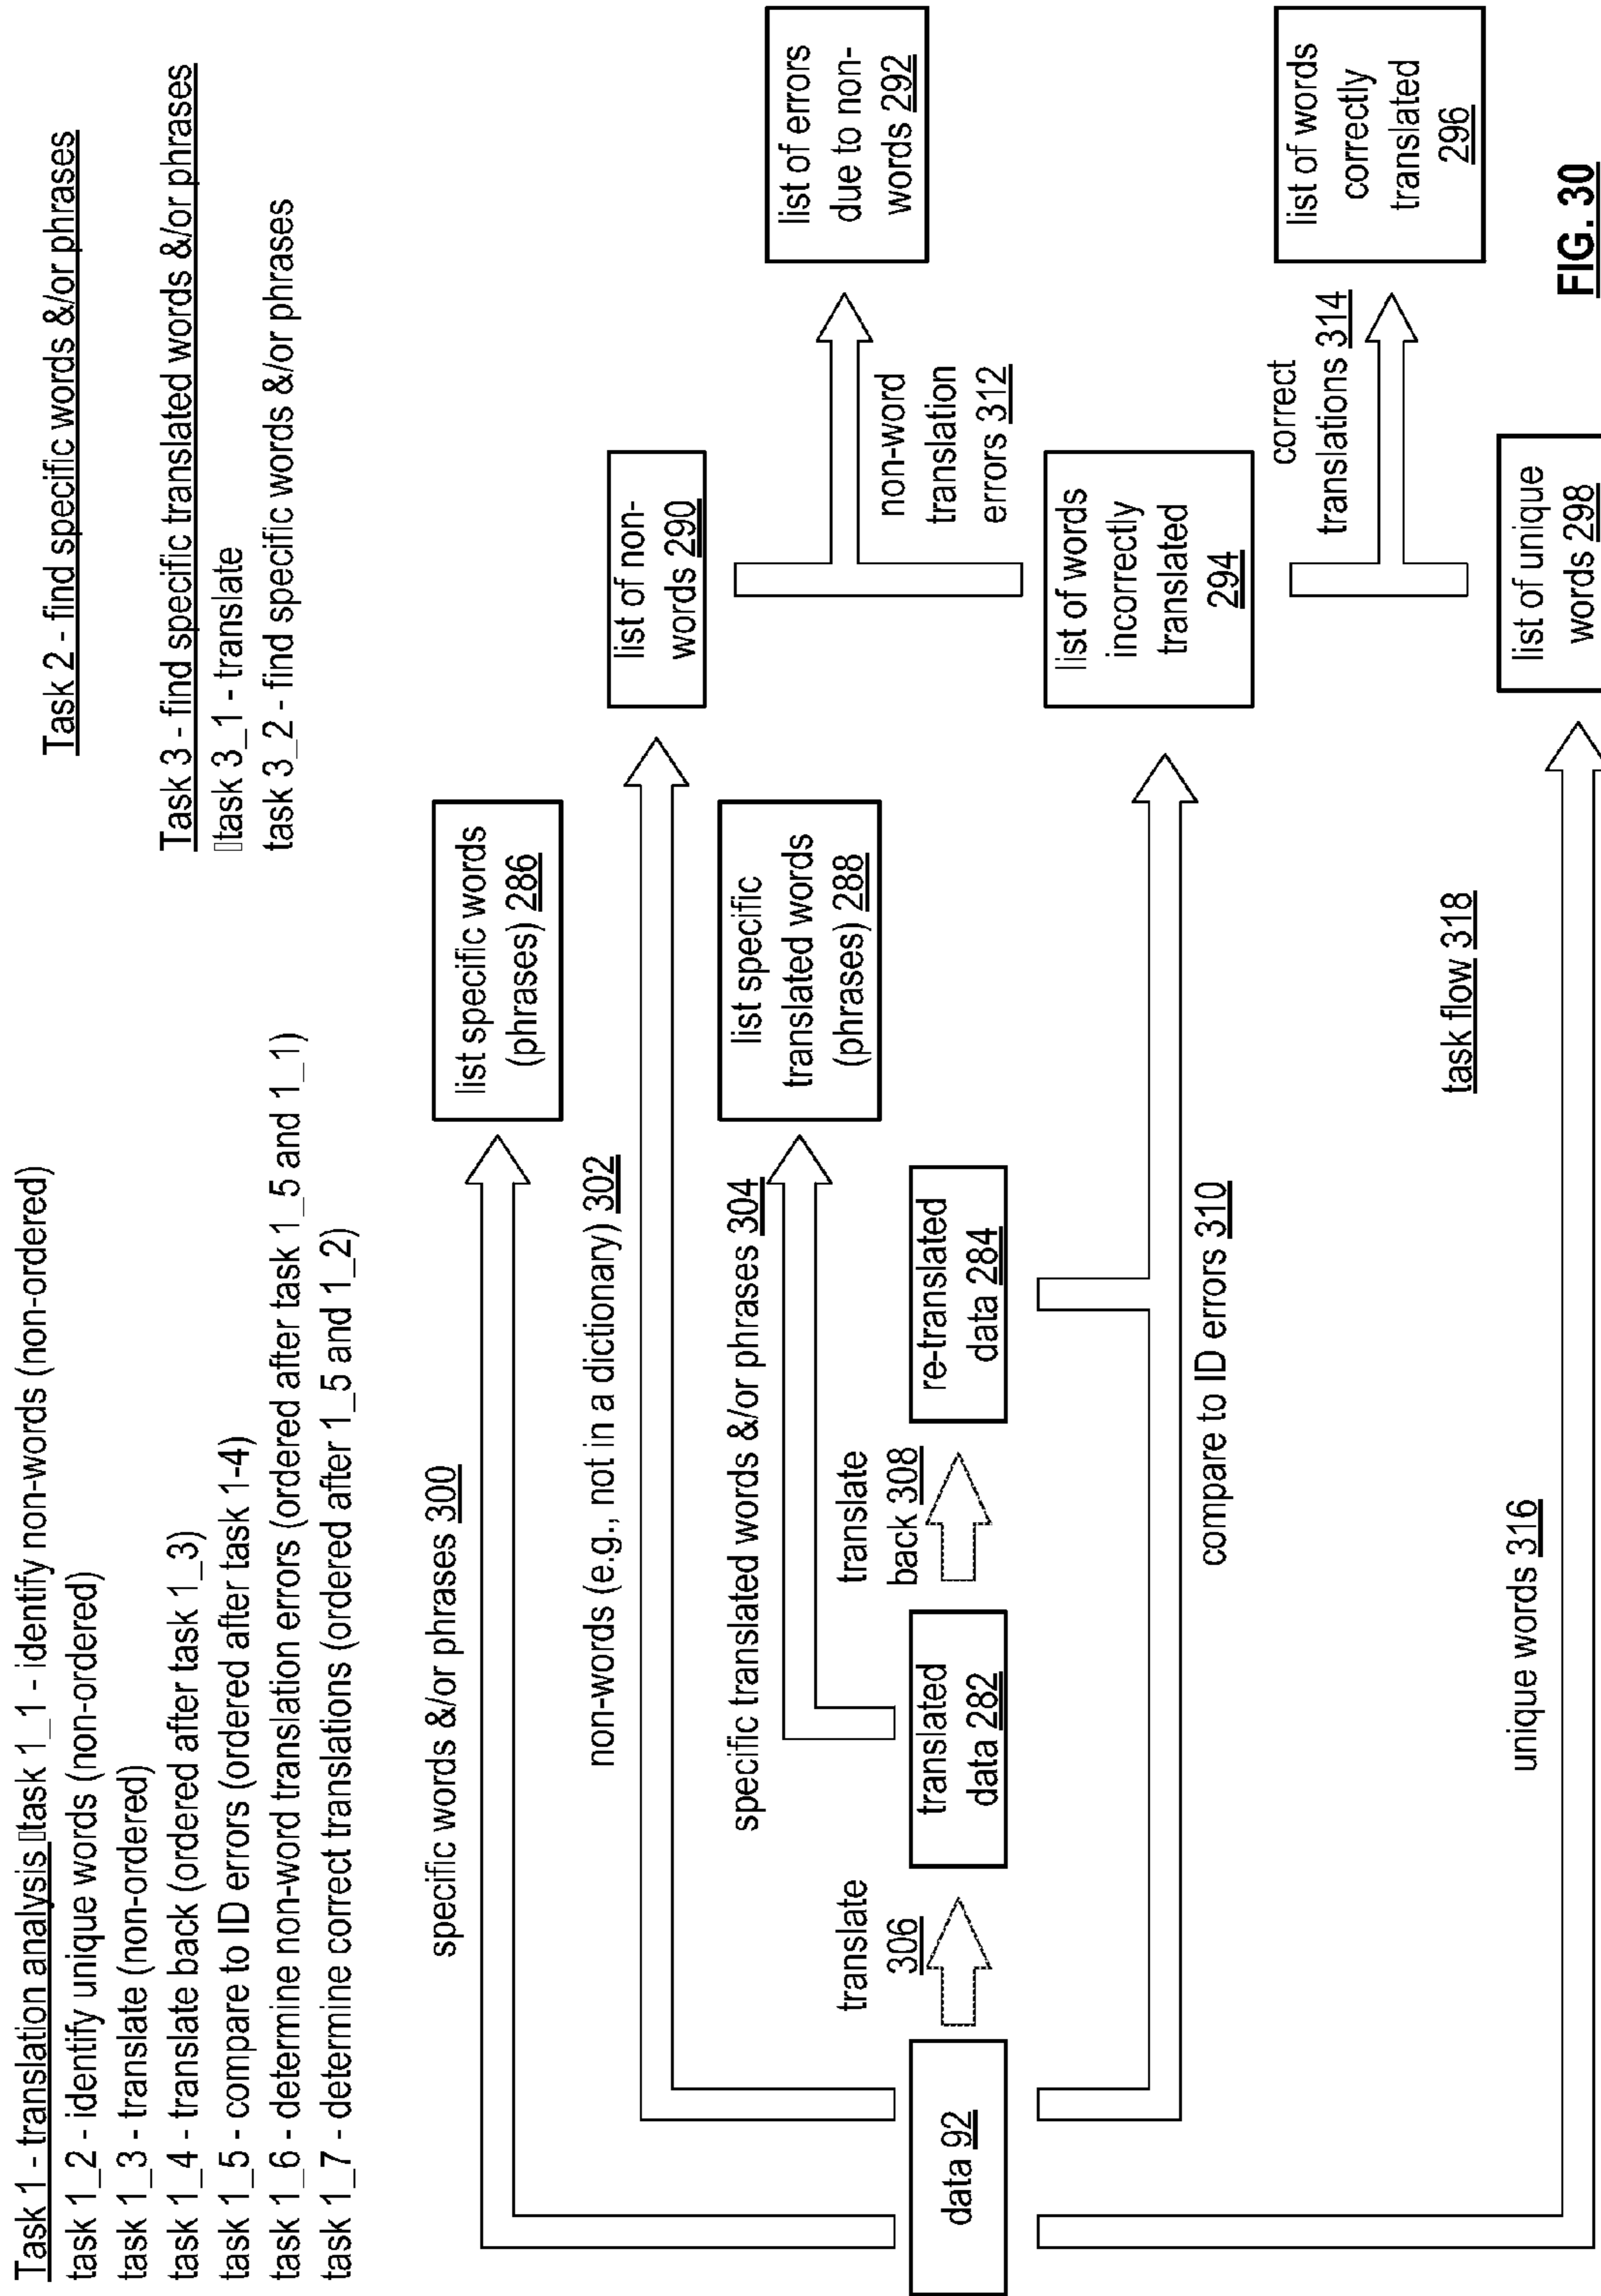 Task 1 - translation analysis ▯task 1_1 - identify non-words (non-ordered)
task 1_2 - identify unique words (non-ordered)
task 1_3 - translate (non-ordered)
task 1_4 - translate back (ordered after task 1_3)
task 1_5 - compare to ID errors (ordered after task 1-4)
task 1_6 - determine non-word translation errors (ordered after task 1_5 and 1_1)
task 1_7 - determine correct translations (ordered after 1_5 and 1_2)
Task 2 - find specific words &/or phrases
Task 3 - find specific translated words &/or phrases
▯task 3_1 - translate
task 3_2 - find specific words &/or phrases
specific words &/or phrases 300
list specific words
(phrases) 286
non-words (e.g., not in a dictionary) 302
list of non-
words 290
specific translated words &/or phrases 304
list specific
translated words
(phrases) 288
list of errors
due to non-
words 292
non-word
translation
errors 312
data 92
translate
306
translated
data 282
translate
back 308
re-translated
data 284
compare to ID errors 310
list of words
incorrectly
translated
294
correct
translations 314
list of words
correctly
translated
296
task flow 318
unique words 316
list of unique
words 298
FIG. 30